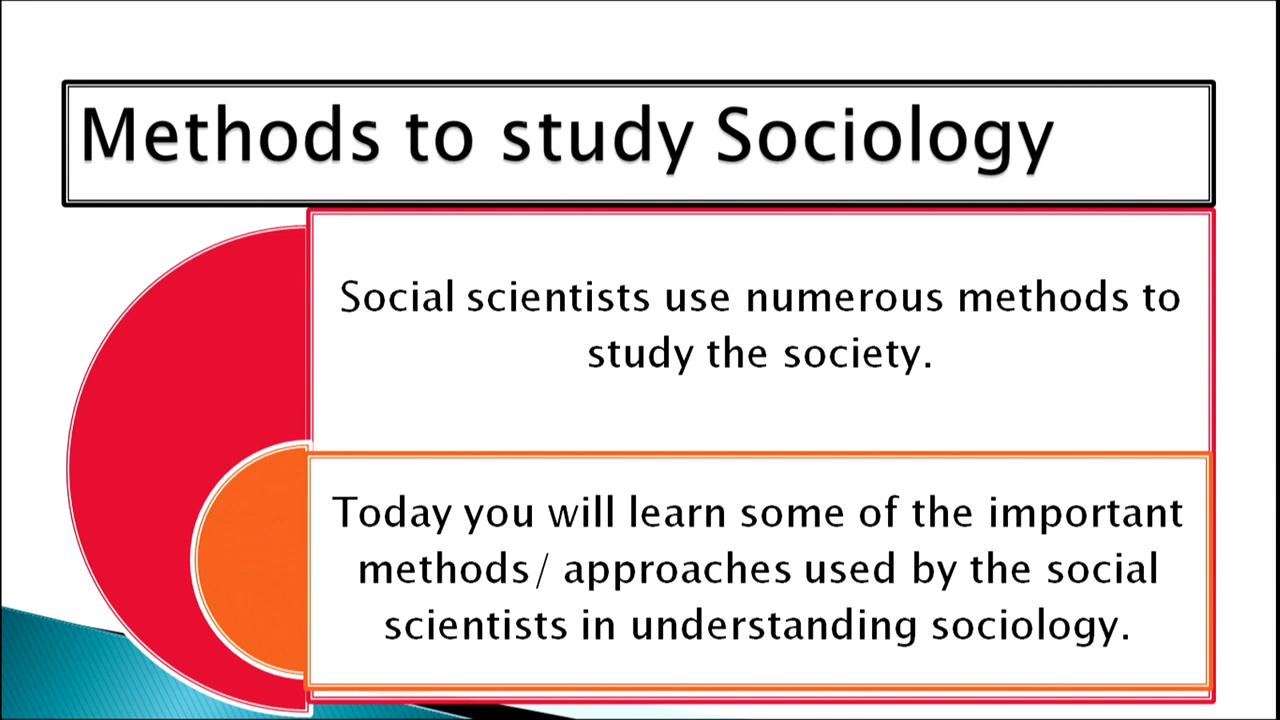 Methods to study Sociology
Social scientists use numerous methods to
study the society.
Today you will learn some of the important
methods/ approaches used by the social
scientists in understanding sociology.